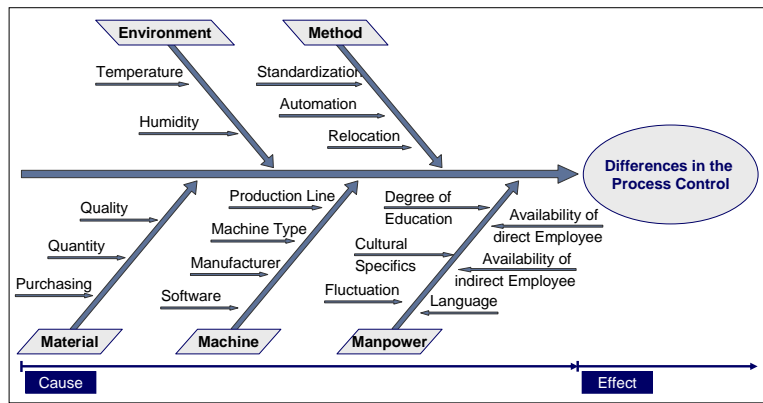 Environment
Method
Temperature
Standardization
Automation
Humidity
Relocation
Differences in the
Process Control
Quality
Production Line
Degree of
Education
Availability of
direct Employee
Machine Type
Quantity
Cultural
Specifics
Availability of
indirect Employee
Manufacturer
Purchasing
Software
Fluctuation
Language
Material
Machine
Manpower
Cause
Effect